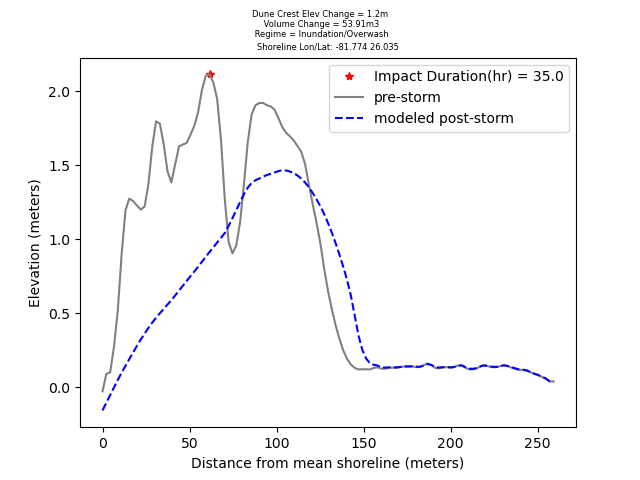 Dune Crest Elev Change = 1.2m
Volume Change = 53.91m3
Regime = Inundation/Overwash
Shoreline Lon/Lat: -81.774 26.035
Impact Duration(hr) = 35.0
pre-storm
modeled post-storm
2.0
1.5
1.0
0.5
0.0
Elevation (meters)
0 50 100 150 200 250
Distance from mean shoreline (meters)